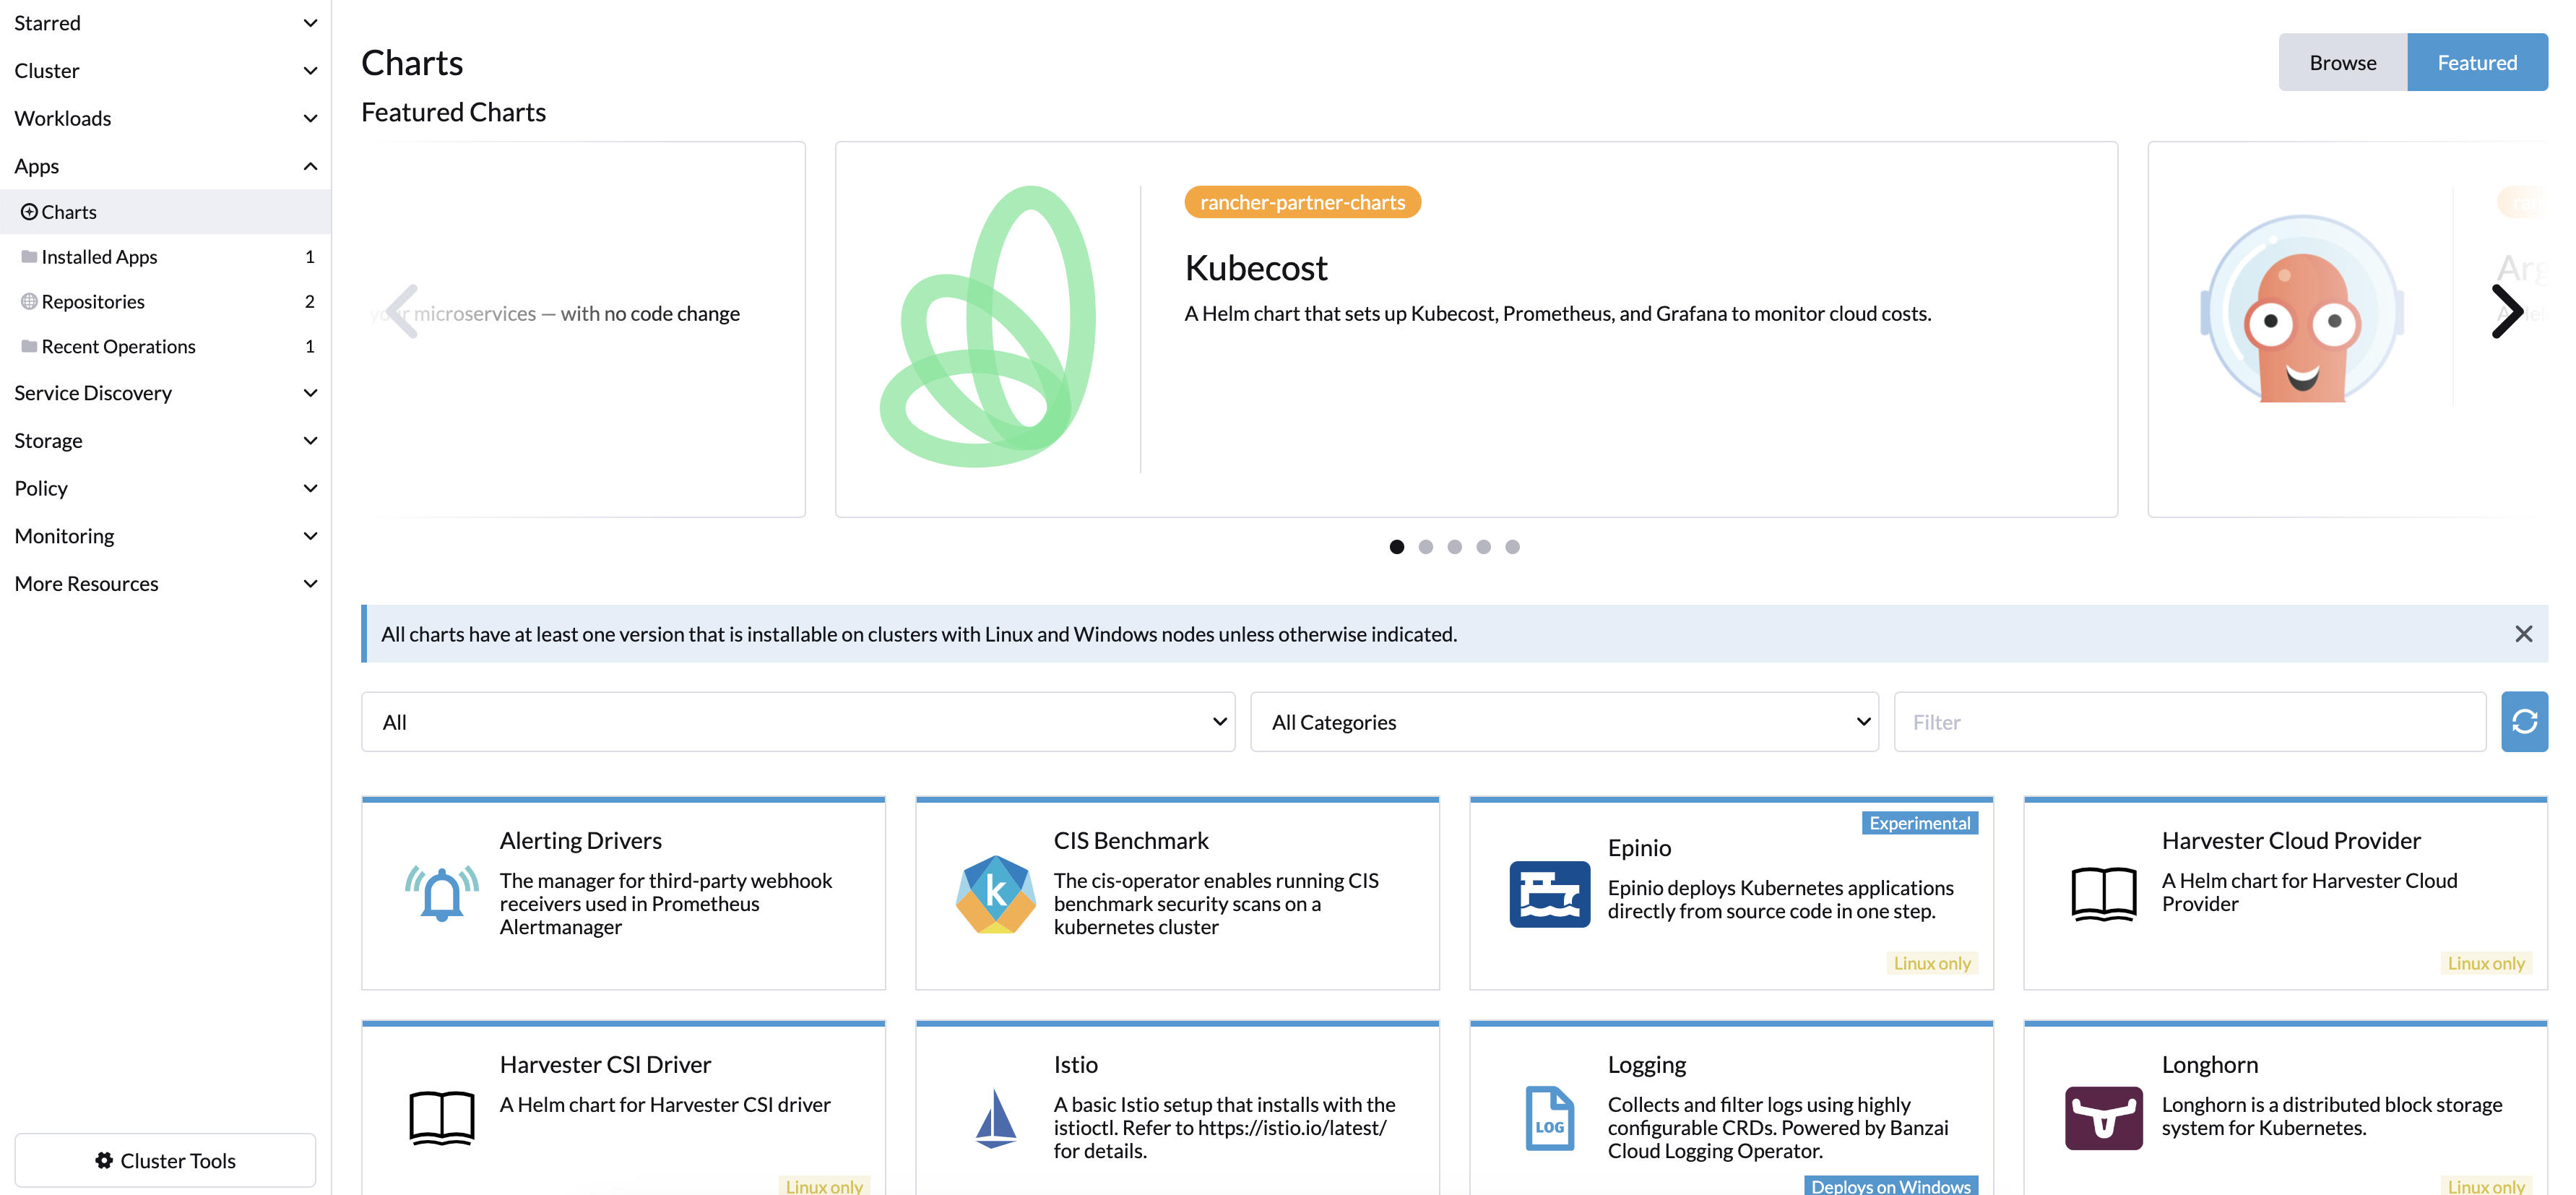 Starred
Cluster
Workloads
Apps
Charts
Installed Apps 1
Repositories 2
Recent Operations 1
Service Discovery
Storage
Policy
Monitoring
More Resources
Cluster Tools
Charts
Browse
Featured
Featured Charts
your microservices — with no code change
rancher-partner-charts
Kubecost
A Helm chart that sets up Kubecost, Prometheus, and Grafana to monitor cloud costs.
All charts have at least one version that is installable on clusters with Linux and Windows nodes unless otherwise indicated.
All
All Categories
Filter
Alerting Drivers
The manager for third-party webhook
receivers used in Prometheus
Alertmanager
k
CIS Benchmark
The cis-operator enables running CIS
benchmark security scans on a
kubernetes cluster
Experimental
Epinio
Epinio deploys Kubernetes applications
directly from source code in one step.
Linux only
Harvester Cloud Provider
A Helm chart for Harvester Cloud
Provider
Linux only
Harvester CSI Driver
A Helm chart for Harvester CSI driver
Linux only
Istio
A basic Istio setup that installs with the
istioctl. Refer to https://istio.io/latest/
for details.
LOG
Logging
Collects and filter logs using highly
configurable CRDs. Powered by Banzai
Cloud Logging Operator.
Deploys on Windows
Longhorn
Longhorn is a distributed block storage
system for Kubernetes.
Linux only